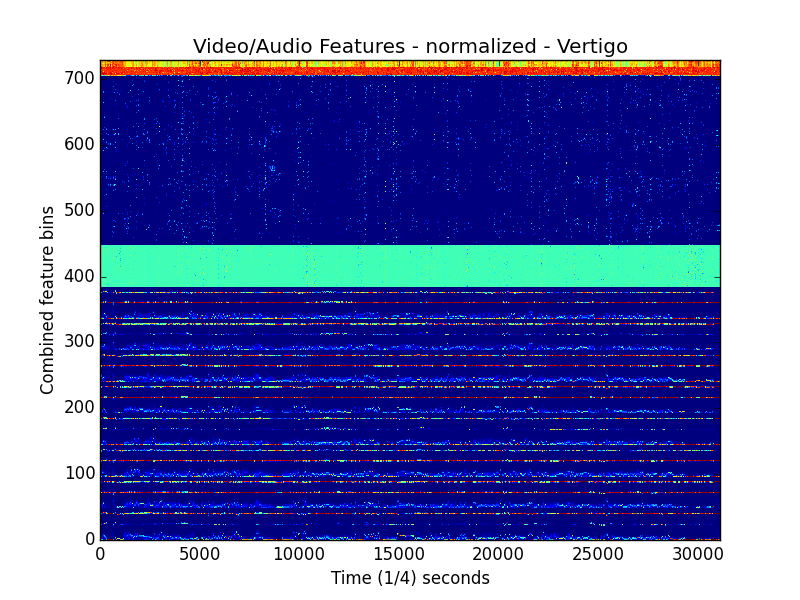 Video/Audio Features - normalized - Vertigo
Combined feature bins
700
600
500
400
300
200
100
0
0 5000 10000 15000 20000 25000 30000
Time (1/4) seconds